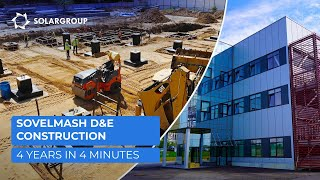 SOLARGROUP
SOVELMASH D&E
CONSTRUCTION
4 YEARS IN 4 MINUTES